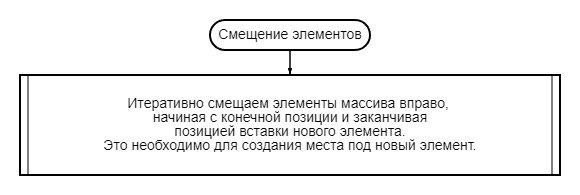 Смещение элементов
Итеративно смещаем элементы массива вправо,
начиная с конечной позиции и заканчивая
позицией вставки нового элемента.
Это необходимо для создания места под новый элемент.